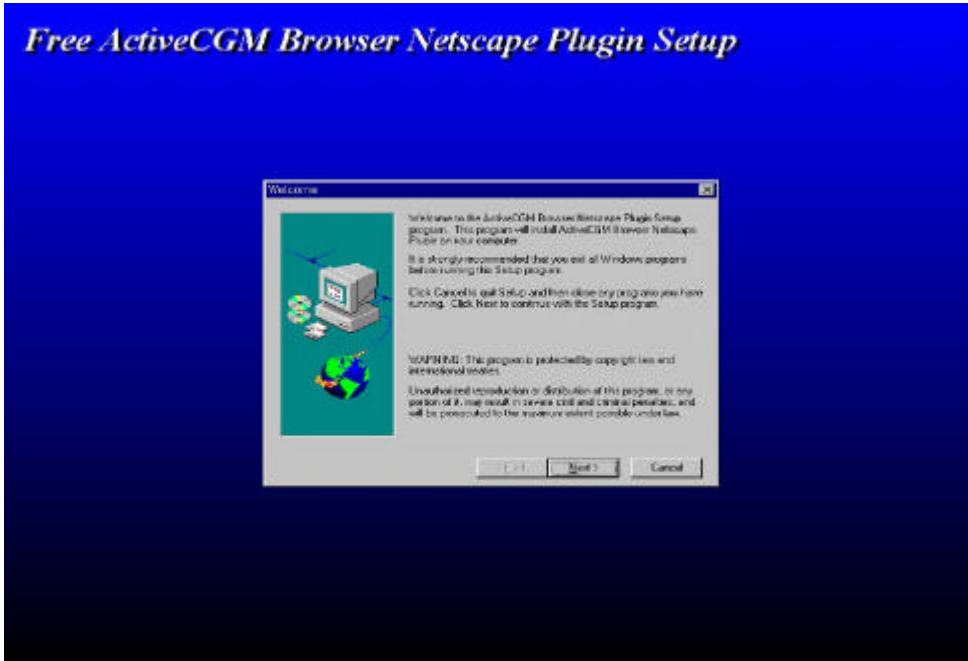 Free ActiveCGM Browser Netscape Plugin Setup
Welcome
Welcome to the ActiveCGM Browser Netscape Plugin Setup
program. This program will install ActiveCGM Browser Netscape
Plugin on your computer.
It is strongly recommended that you exit all Windows programs
before running this Setup program.
Click Cancel to quit Setup and then close any programs you have
running. Click Next to continue with the Setup program.
WARNING: This program is protected by copyright law and
international treaties.
Unauthorized reproduction or distribution of this program, or any
portion of it, may result in severe civil and criminal penalties, and
will be prosecuted to the maximum extent possible under law.
Next >
Cancel